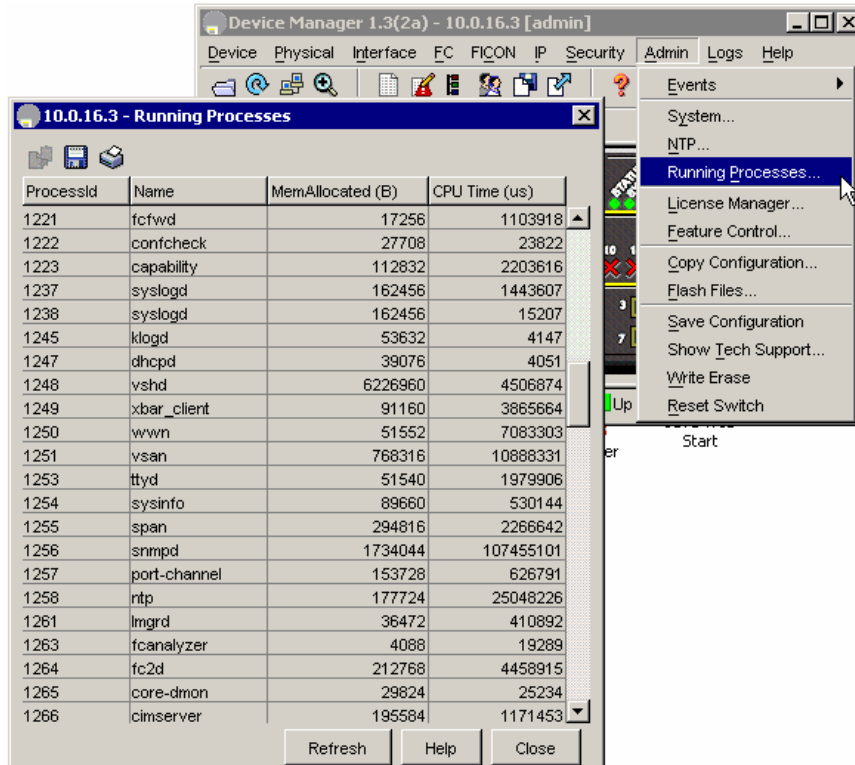 Device Manager 1.3(2a) - 10.0.16.3 [admin]
Device Physical Interface FC FICON IP Security Admin Logs Help
Events
System...
NTP...
Running Processes...
License Manager...
Feature Control...
Copy Configuration...
Flash Files...
Save Configuration
Show Tech Support...
Write Erase
Reset Switch
10
3
7
Up
er
Start
10.0.16.3 - Running Processes
ProcessId Name MemAllocated (B) CPU Time (us)
1221 fcfwd 17256 1103918
1222 confcheck 27708 23822
1223 capability 112832 2203616
1237 syslogd 162456 1443607
1238 syslogd 162456 15207
1245 klogd 53632 4147
1247 dhcpd 39076 4051
1248 vshd 6226960 4506874
1249 xbar_client 91160 3865664
1250 wwn 51552 7083303
1251 vsan 768316 10888331
1253 ttyd 51540 1979906
1254 sysinfo 89660 530144
1255 span 294816 2266642
1256 snmpd 1734044 107455101
1257 port-channel 153728 626791
1258 ntp 177724 25048226
1261 lmgrd 36472 410892
1263 fcanalyzer 4088 19289
1264 fc2d 212768 4458915
1265 core-dmon 29824 25234
1266 cimserver 195584 1171453
Refresh Help Close